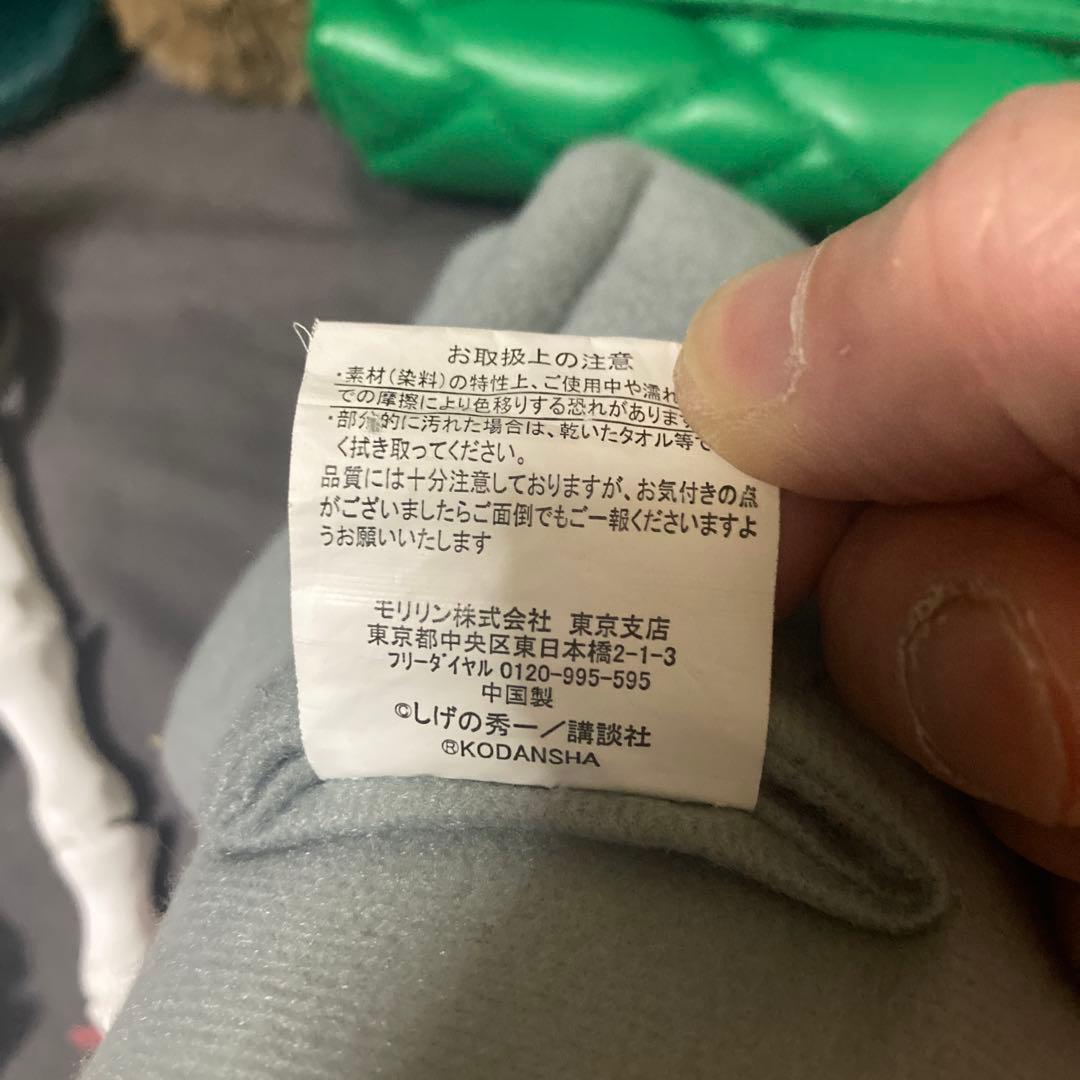 お取扱上の注意
・素材(染料)の特性上、ご使用中や濡れ
での摩擦により色移りする恐れがありま
・部分的に汚れた場合は、乾いたタオル等で
く拭き取ってください。
品質には十分注意しておりますが、お気付きの点
がございましたらご面倒でもご一報くださいますよ
うお願いいたします
モリリン株式会社 東京支店
東京都中央区東日本橋2-1-3
フリーダイヤル 0120-995-595
中国製
©しげの秀一/講談社
®KODANSHA